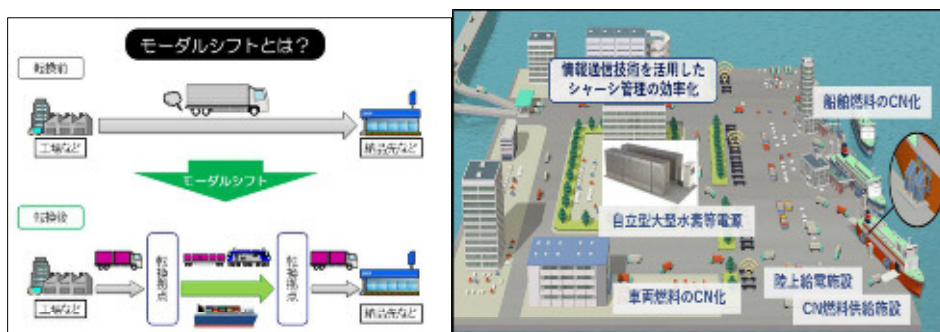 モーダルシフトとは?
転換前
工場など
納品先など
モーダルシフト
転換後
転換拠点
転換拠点
工場など
納品先など
情報通信技術を活用した
シャーシ管理の効率化
船舶燃料のCN化
自立型大型水素等電源
車両燃料のCN化
陸上給電施設
CN燃料供給施設